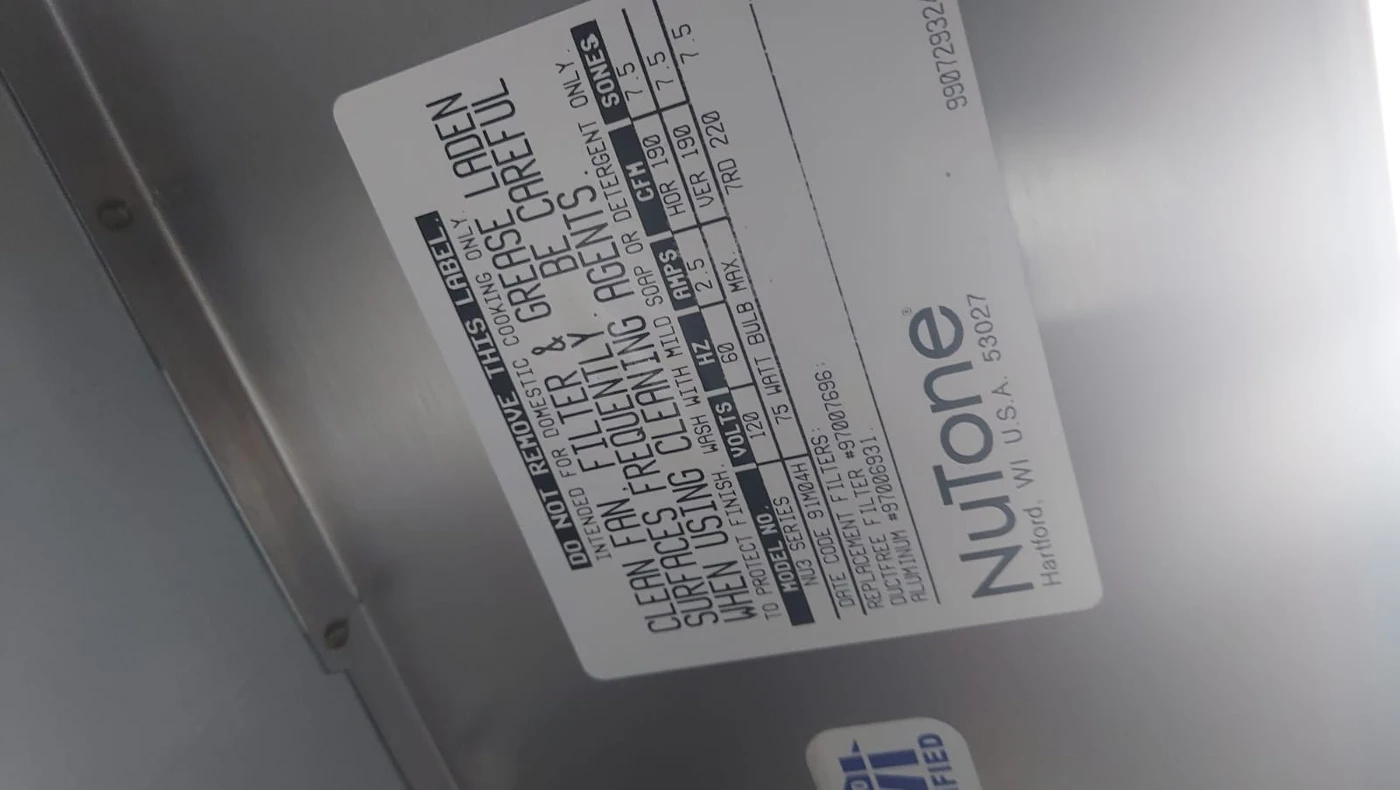 DO NOT REMOVE THIS LABEL.
INTENDED FOR DOMESTIC COOKING ONLY.
CLEAN FAN, FILTER & GREASE LADEN
SURFACES FREQUENTLY. BE CAREFUL
WHEN USING CLEANING AGENTS.
TO PROTECT FINISH, WASH WITH MILD SOAP OR DETERGENT ONLY.
MODEL NO. VOLTS HZ AMPS CFM SONES
NU3 SERIES 120 60 2.5 HOR 190 7.5
VER 190 7.5
75 WATT BULB MAX. 7RD 220 7.5
DATE CODE 91M04H
REPLACEMENT FILTERS:
DUCTFREE FILTER #97007696:
ALUMINUM #97006931.
NuTone®
Hartford, WI U.S.A. 53027
99072932
FIED